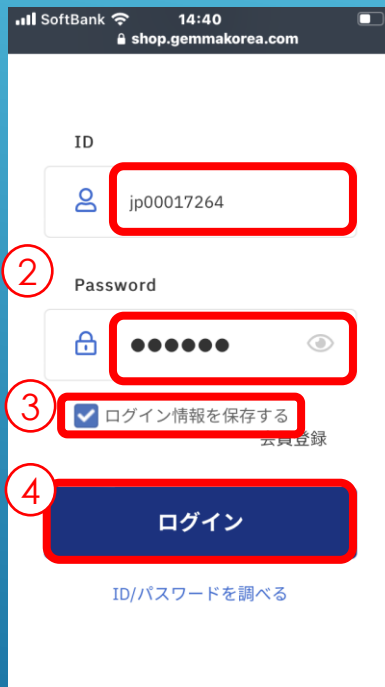 SoftBank 14:40
shop.gemmakorea.com
ID
jp00017264
②
Password
●●●●●●
③
ログイン情報を保存する
会員登録
④
ログイン
ID/パスワードを調べる